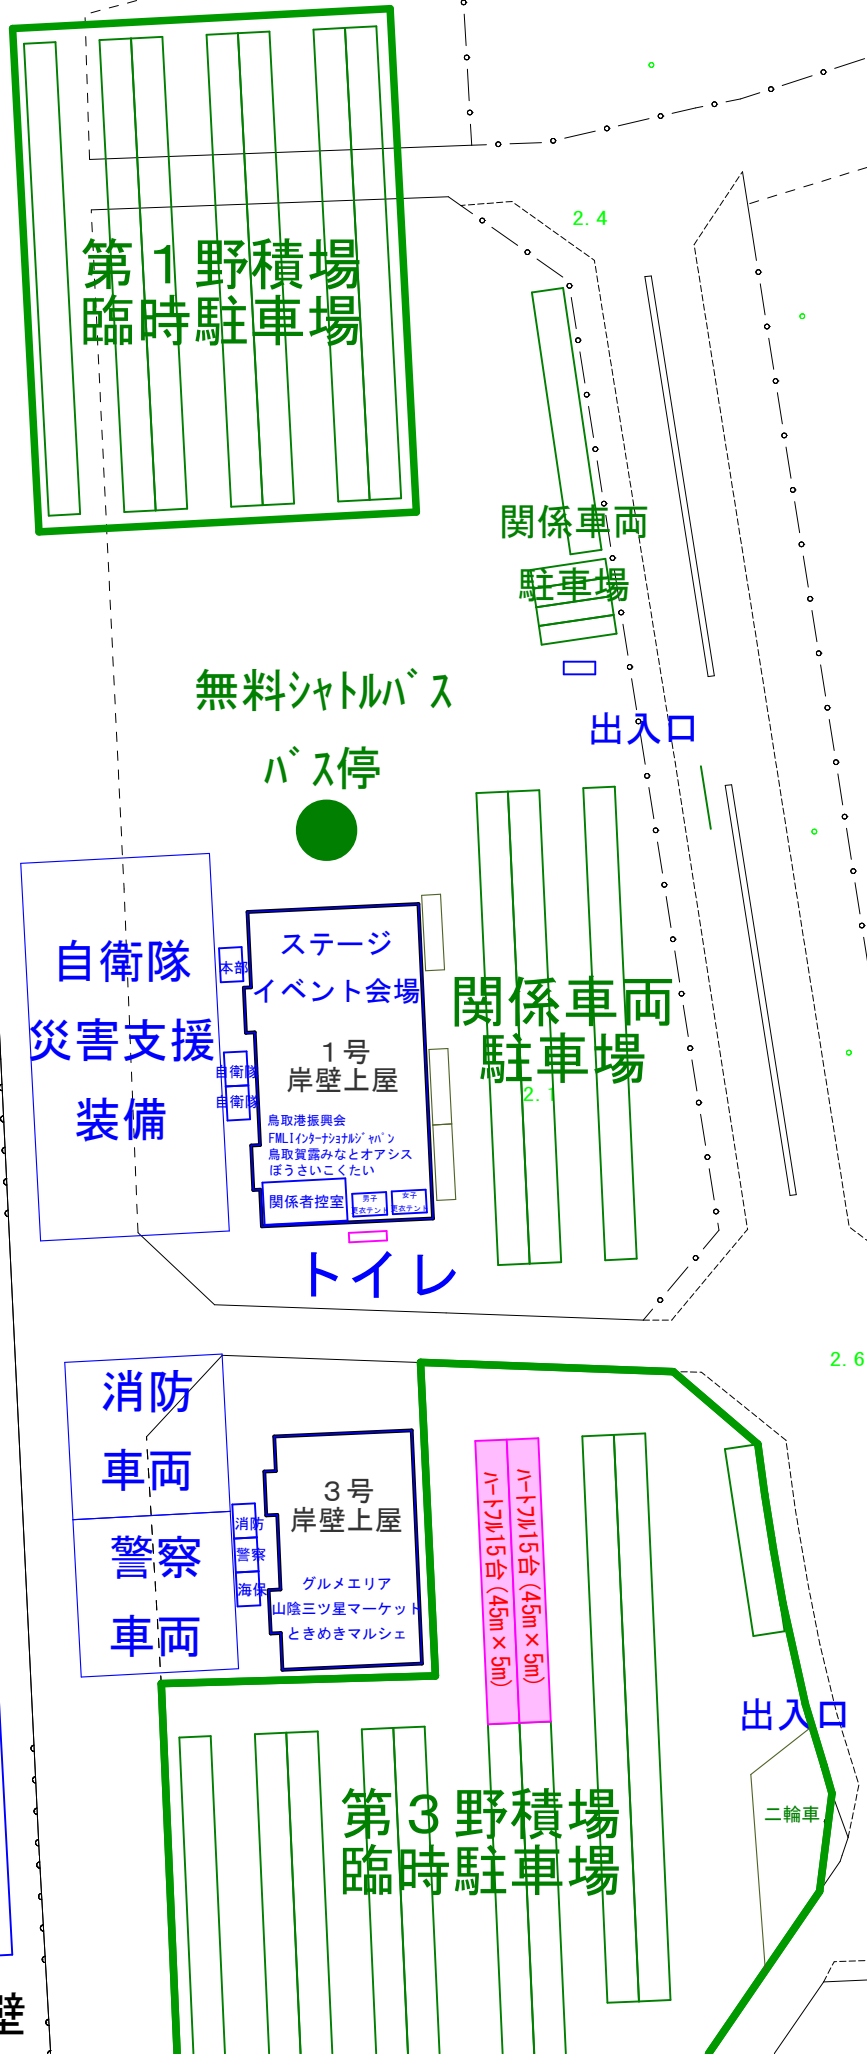 2.4
第１野積場
臨時駐車場
関係車両
駐車場
無料ｼｬﾄﾙﾊﾞｽ
ﾊﾞｽ停
出入口
自衛隊
災害支援
装備
本部
自衛隊
自衛隊
ステージ
イベント会場
１号
岸壁上屋
鳥取港振興会
FMLIｲﾝﾀｰﾅｼｮﾅﾙｼﾞｬﾊﾟﾝ
鳥取賀露みなとオアシス
ぼうさいこくたい
関係者控室
男子
更衣テント
女子
更衣テント
関係車両
駐車場
2.1
トイレ
2.6
消防
車両
警察
車両
消防
警察
海保
３号
岸壁上屋
グルメエリア
山陰三ツ星マーケット
ときめきマルシェ
ﾊｰﾄﾌﾙ15台(45m×5m)
ﾊｰﾄﾌﾙ15台(45m×5m)
出入口
二輪車
第３野積場
臨時駐車場
壁